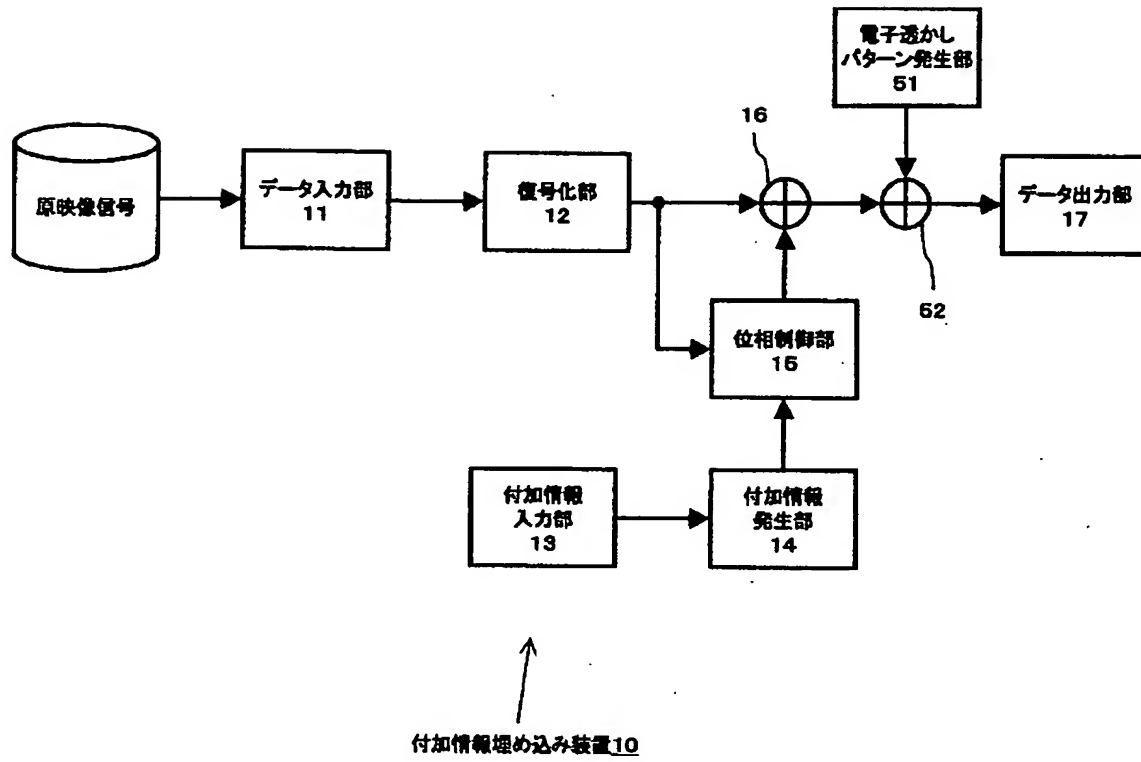 電子透かし
パターン発生部
51
16
原映像信号
データ入力部
11
復号化部
12
データ出力部
17
52
位相制御部
15
付加情報
入力部
13
付加情報
発生部
14
付加情報埋め込み装置10